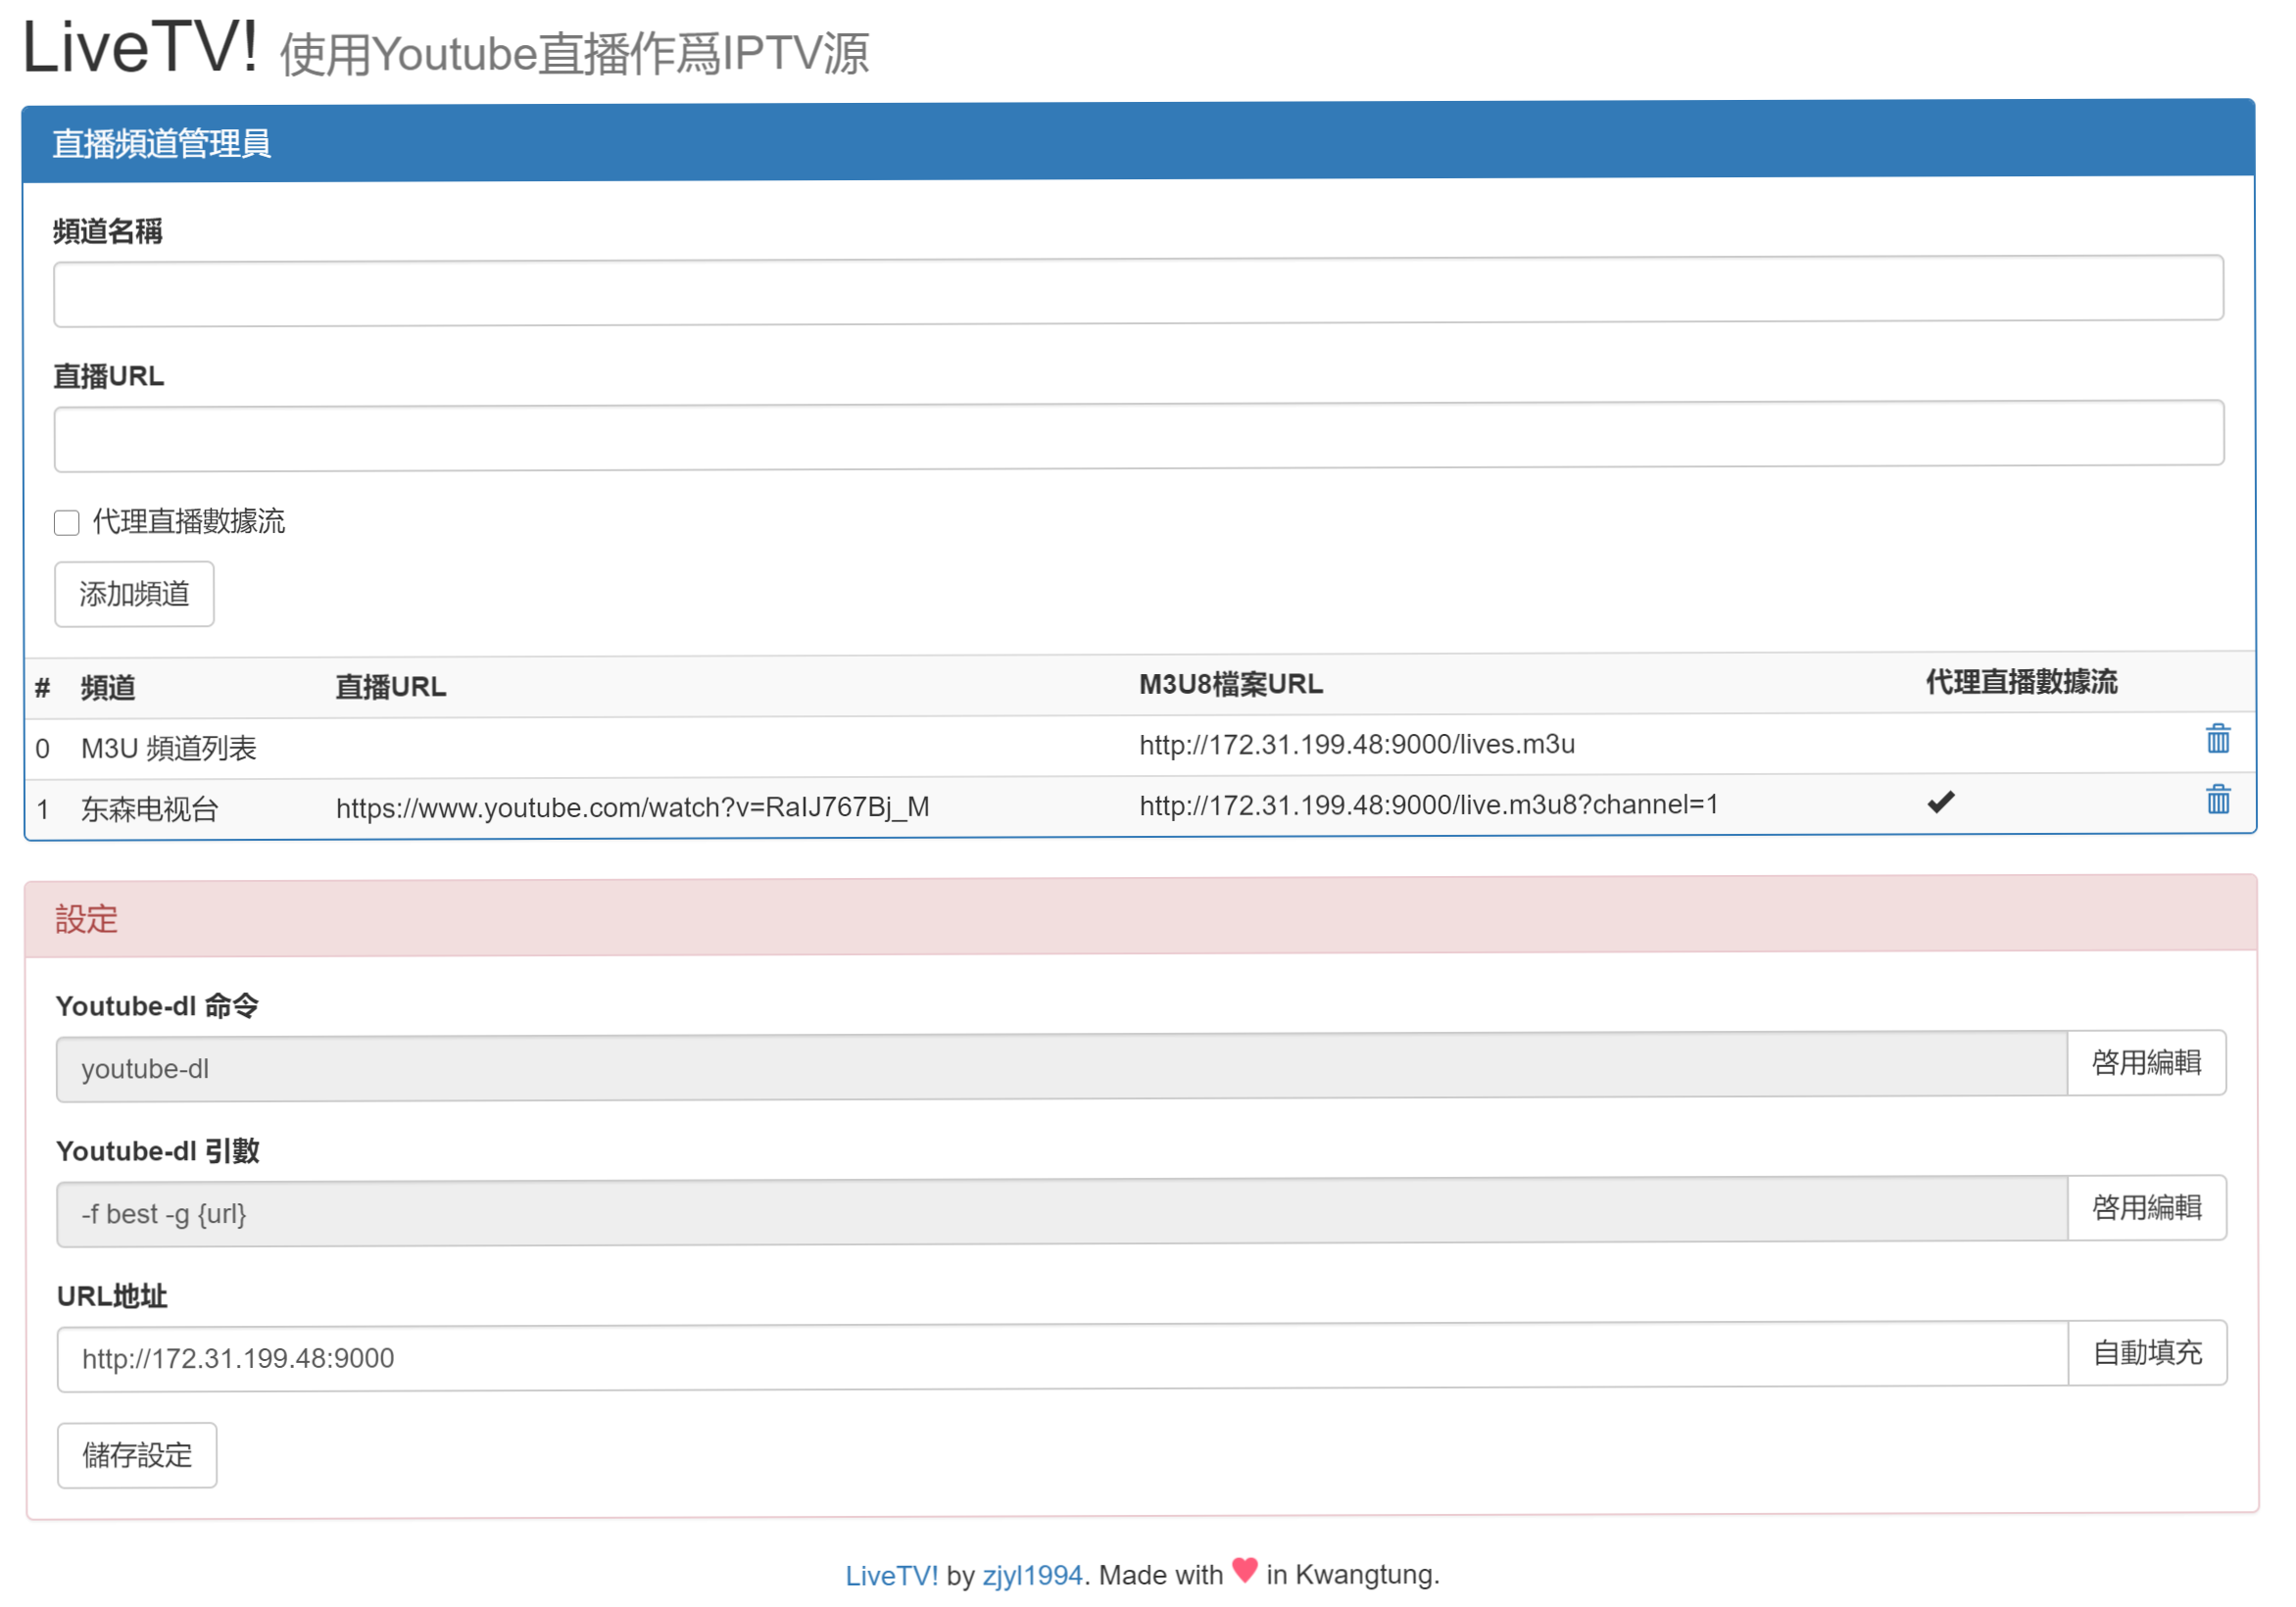 LiveTV! 使用Youtube直播作爲IPTV源
直播頻道管理員
頻道名稱
直播URL
代理直播數據流
添加頻道
# 頻道 直播URL M3U8檔案URL 代理直播數據流
0 M3U 頻道列表 http://172.31.199.48:9000/lives.m3u
1 东森电视台 https://www.youtube.com/watch?v=RaIJ767Bj_M http://172.31.199.48:9000/live.m3u8?channel=1 ✔
設定
Youtube-dl 命令
youtube-dl 啓用編輯
Youtube-dl 引數
-f best -g {url} 啓用編輯
URL地址
http://172.31.199.48:9000 自動填充
儲存設定
LiveTV! by zjyl1994. Made with ♥ in Kwangtung.